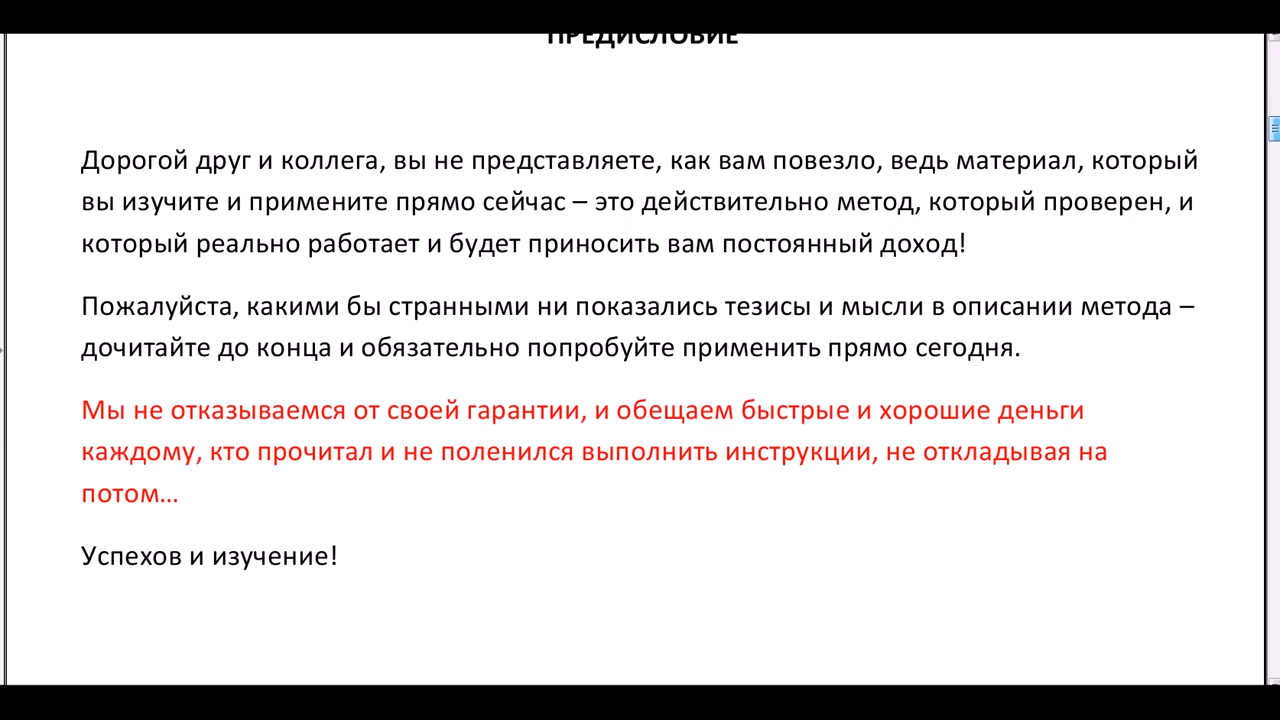 ПРЕДИСЛОВИЕ
Дорогой друг и коллега, вы не представляете, как вам повезло, ведь материал, который
вы изучите и примените прямо сейчас – это действительно метод, который проверен, и
который реально работает и будет приносить вам постоянный доход!
Пожалуйста, какими бы странными ни показались тезисы и мысли в описании метода –
дочитайте до конца и обязательно попробуйте применить прямо сегодня.
Мы не отказываемся от своей гарантии, и обещаем быстрые и хорошие деньги
каждому, кто прочитал и не поленился выполнить инструкции, не откладывая на
потом…
Успехов и изучение!